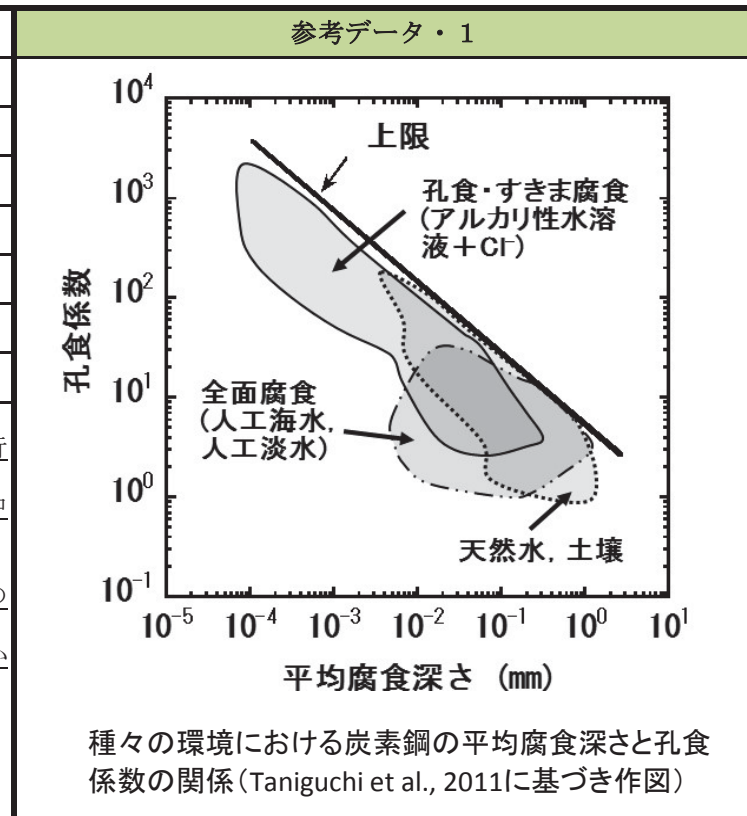 参考データ・1
10⁴
上限
10³
孔食・すきま腐食
(アルカリ性水溶
液+Cl⁻)
10²
孔食係数
10¹
全面腐食
(人工海水,
人工淡水)
10⁰
天然水, 土壌
10⁻¹
10⁻⁵ 10⁻⁴ 10⁻³ 10⁻² 10⁻¹ 10⁰ 10¹
平均腐食深さ (mm)
種々の環境における炭素鋼の平均腐食深さと孔食
係数の関係(Taniguchi et al., 2011に基づき作図)